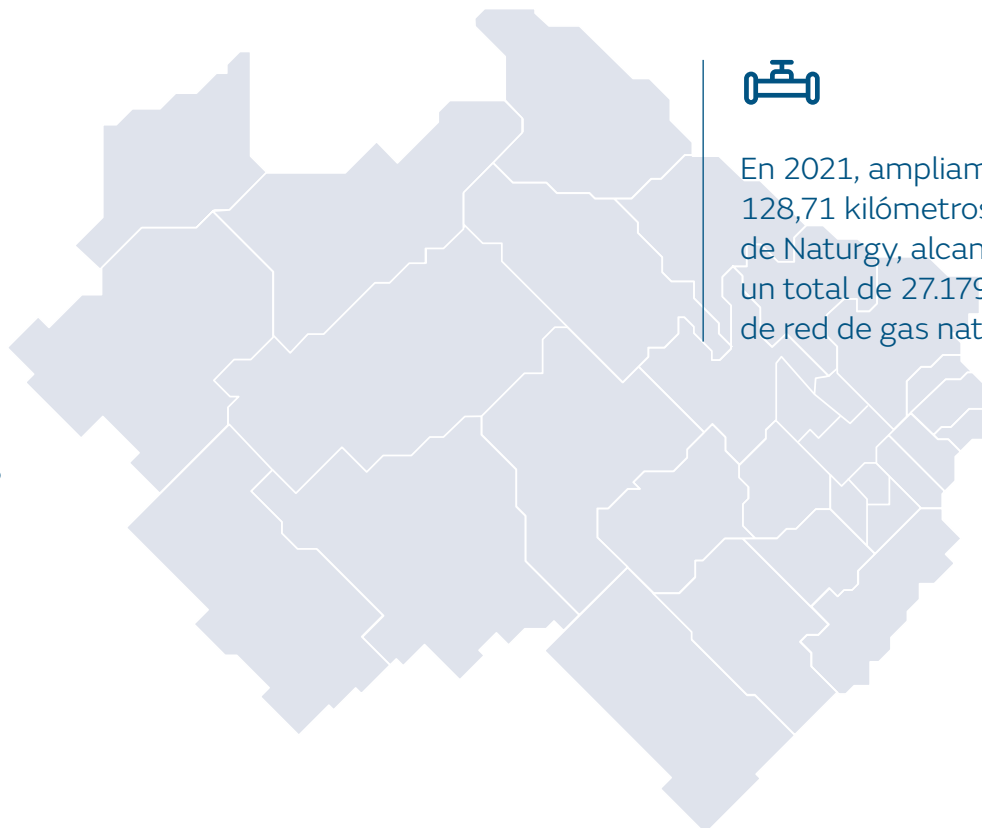 En 2021, ampliam
128,71 kilómetros
de Naturgy, alcan
un total de 27.179
de red de gas nat